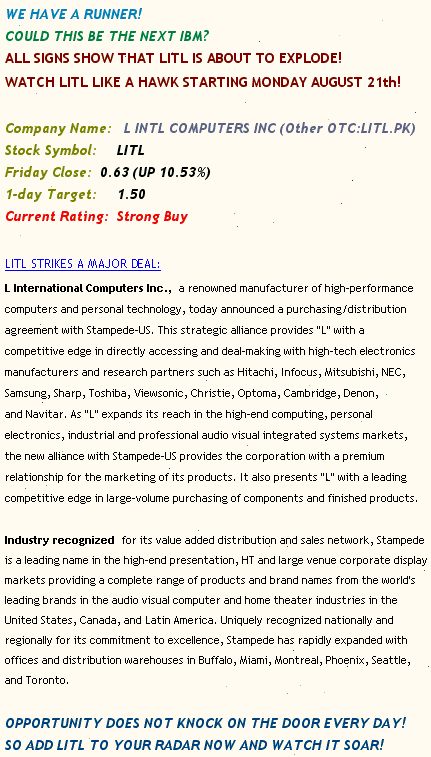 WE HAVE A RUNNER!
COULD THIS BE THE NEXT IBM?
ALL SIGNS SHOW THAT LITL IS ABOUT TO EXPLODE!
WATCH LITL LIKE A HAWK STARTING MONDAY AUGUST 21th!
Company Name: L INTL COMPUTERS INC (Other OTC:LITL.PK)
Stock Symbol: LITL
Friday Close: 0.63 (UP 10.53%)
1-day Target: 1.50
Current Rating: Strong Buy
LITL STRIKES A MAJOR DEAL:
L International Computers Inc., a renowned manufacturer of high-performance
computers and personal technology, today announced a purchasing/distribution
agreement with Stampede-US. This strategic alliance provides "L" with a
competitive edge in directly accessing and deal-making with high-tech electronics
manufacturers and research partners such as Hitachi, Infocus, Mitsubishi, NEC,
Samsung, Sharp, Toshiba, Viewsonic, Christie, Optoma, Cambridge, Denon,
and Navitar. As "L" expands its reach in the high-end computing, personal
electronics, industrial and professional audio visual integrated systems markets,
the new alliance with Stampede-US provides the corporation with a premium
relationship for the marketing of its products. It also presents "L" with a leading
competitive edge in large-volume purchasing of components and finished products.
Industry recognized for its value added distribution and sales network, Stampede
is a leading name in the high-end presentation, HT and large venue corporate display
markets providing a complete range of products and brand names from the world's
leading brands in the audio visual computer and home theater industries in the
United States, Canada, and Latin America. Uniquely recognized nationally and
regionally for its commitment to excellence, Stampede has rapidly expanded with
offices and distribution warehouses in Buffalo, Miami, Montreal, Phoenix, Seattle,
and Toronto.
OPPORTUNITY DOES NOT KNOCK ON THE DOOR EVERY DAY!
SO ADD LITL TO YOUR RADAR NOW AND WATCH IT SOAR!